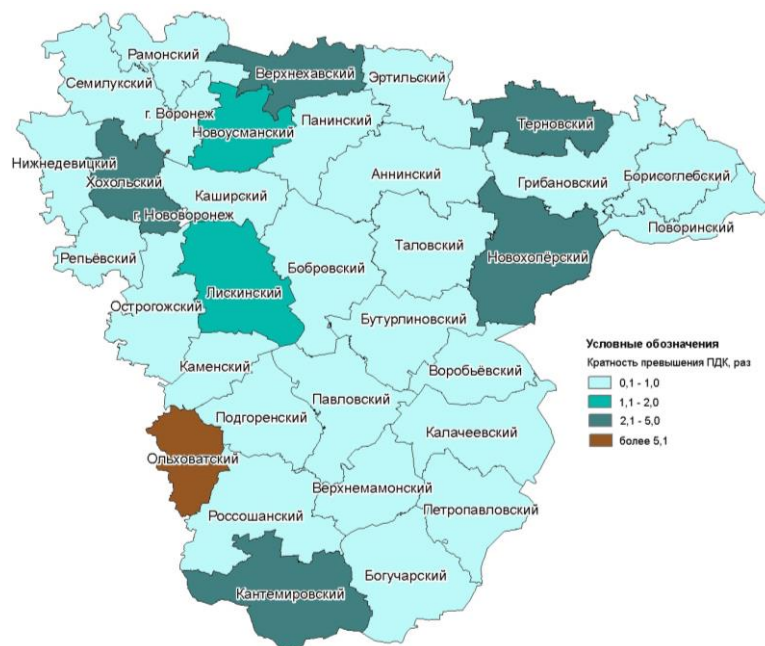 Рамонский
Верхнехавский
Эртильский
Семилукский
г. Воронеж
Панинский
Терновский
Новоусманский
Нижнедевицкий
Хохольский
Аннинский
Грибановский
Борисоглебский
Каширский
г. Нововоронеж
Поворинский
Таловский
Репьёвский
Бобровский
Новохопёрский
Лискинский
Острогожский
Бутурлиновский
Условные обозначения
Кратность превышения ПДК, раз
0,1 - 1,0
1,1 - 2,0
2,1 - 5,0
более 5,1
Каменский
Воробьёвский
Павловский
Подгоренский
Калачеевский
Ольховатский
Верхнемамонский
Петропавловский
Россошанский
Богучарский
Кантемировский